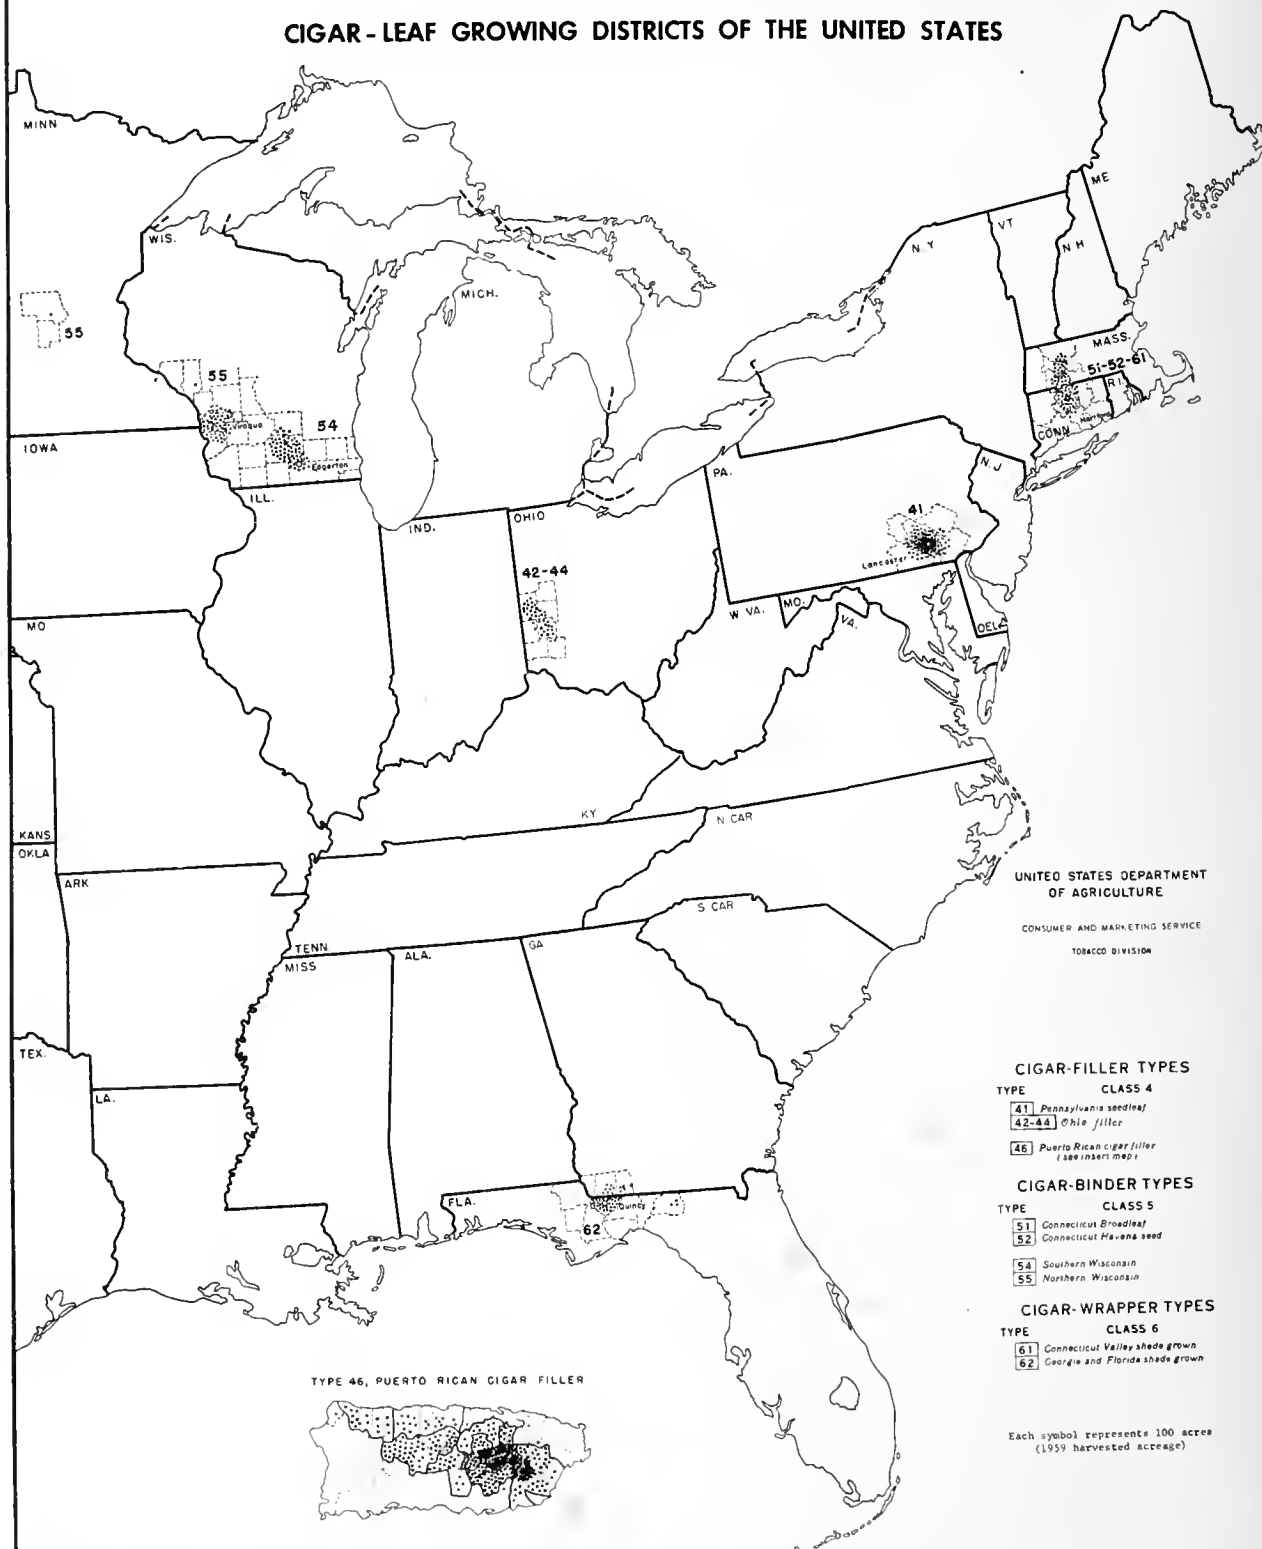 CIGAR-LEAF GROWING DISTRICTS OF THE UNITED STATES
MINN
WIS.
MICH.
N.Y
VT
N H
ME
MASS.
51-52-61
R.I.
CONN
55
55
Viroqua
54
Edgerton
IOWA
ILL.
IND.
OHIO
42-44
PA.
41
Lancaster
N.J
W VA.
MD.
VA.
DEL
MO
KANS
OKLA
ARK
KY
N CAR
S CAR
TENN
MISS
ALA.
GA
TEX.
LA.
FLA.
Quincy
62
UNITED STATES DEPARTMENT
OF AGRICULTURE
CONSUMER AND MARKETING SERVICE
TOBACCO DIVISION
CIGAR-FILLER TYPES
TYPE CLASS 4
41 Pennsylvania seedleaf
42-44 Ohio filler
46 Puerto Rican cigar filler
(see insert map)
CIGAR-BINDER TYPES
TYPE CLASS 5
51 Connecticut Broadleaf
52 Connecticut Havana seed
54 Southern Wisconsin
55 Northern Wisconsin
CIGAR-WRAPPER TYPES
TYPE CLASS 6
61 Connecticut Valley shade grown
62 Georgia and Florida shade grown
TYPE 46, PUERTO RICAN CIGAR FILLER
Each symbol represents 100 acres
(1959 harvested acreage)